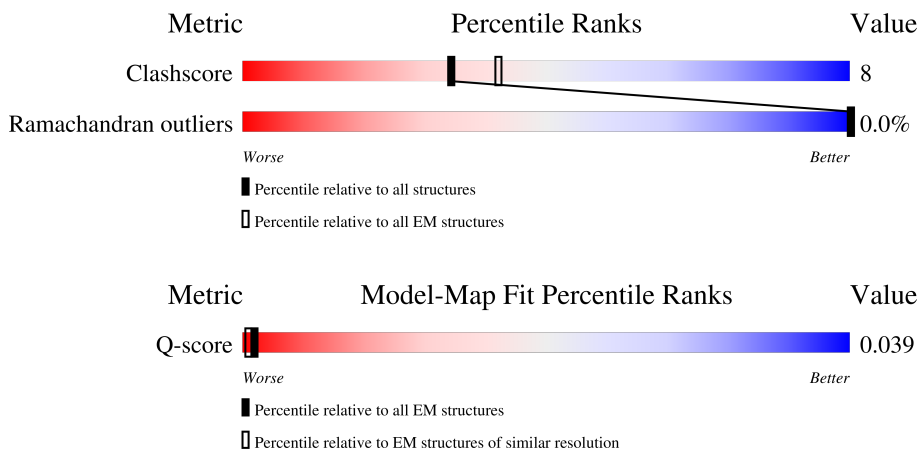 Metric Percentile Ranks Value
Clashscore 8
Ramachandran outliers 0.0%
Worse Better
Percentile relative to all structures
Percentile relative to all EM structures
Metric Model-Map Fit Percentile Ranks Value
Q-score 0.039
Worse Better
Percentile relative to all EM structures
Percentile relative to EM structures of similar resolution